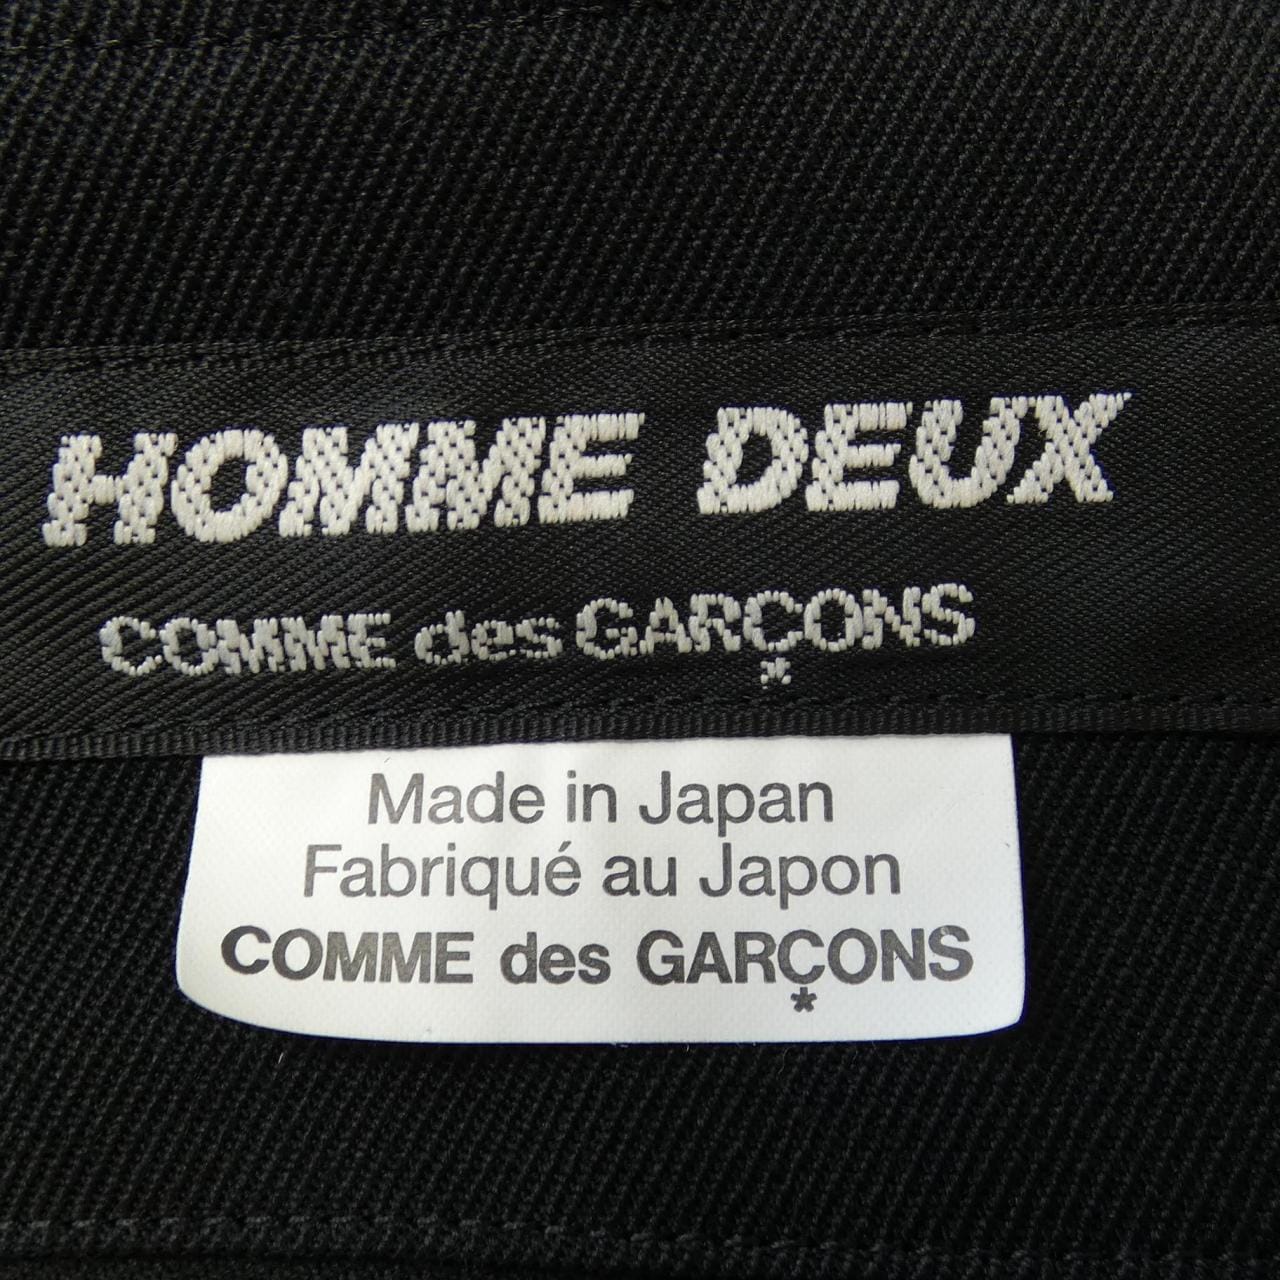 HOMME DEUX
COMME des GARÇONS
*
Made in Japan
Fabriqué au Japon
COMME des GARÇONS
*